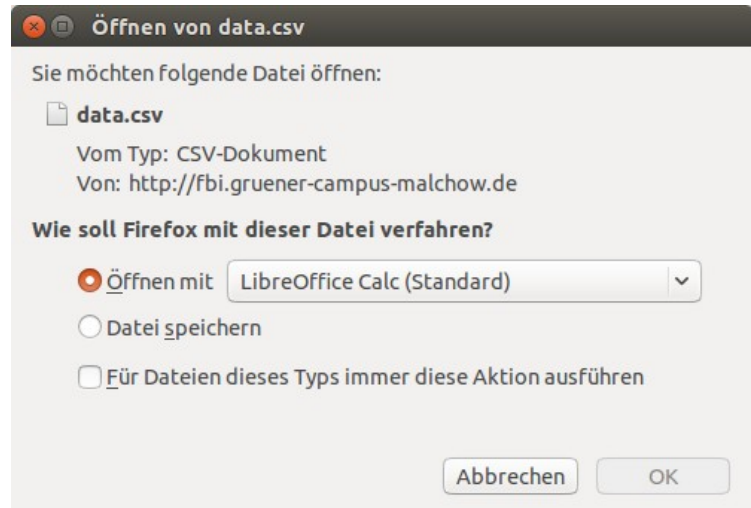 Öffnen von data.csv
Sie möchten folgende Datei öffnen:
data.csv
Vom Typ: CSV-Dokument
Von: http://fbi.gruener-campus-malchow.de
Wie soll Firefox mit dieser Datei verfahren?
Öffnen mit LibreOffice Calc (Standard)
Datei speichern
Für Dateien dieses Typs immer diese Aktion ausführen
Abbrechen OK